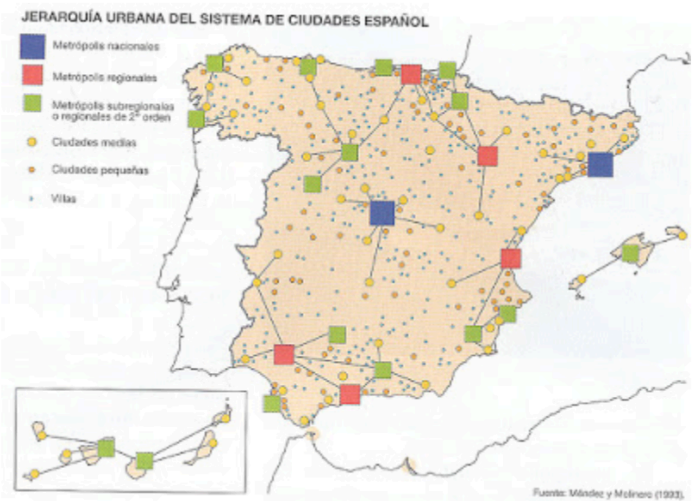 JERARQUÍA URBANA DEL SISTEMA DE CIUDADES ESPAÑOL
Metrópolis nacionales
Metrópolis regionales
Metrópolis subregionales
o regionales de 2º orden
Ciudades medias
Ciudades pequeñas
Villas
Fuente: Méndez y Molinero (1993).